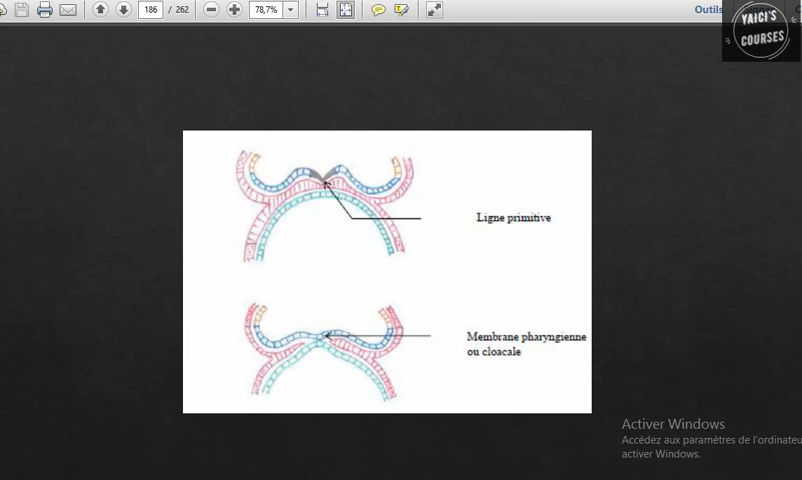 186 / 262
78,7%
Outils
YAICI'S
COURSES
Ligne primitive
Membrane pharyngienne
ou cloacale
Activer Windows
Accédez aux paramètres de l'ordinateu
activer Windows.